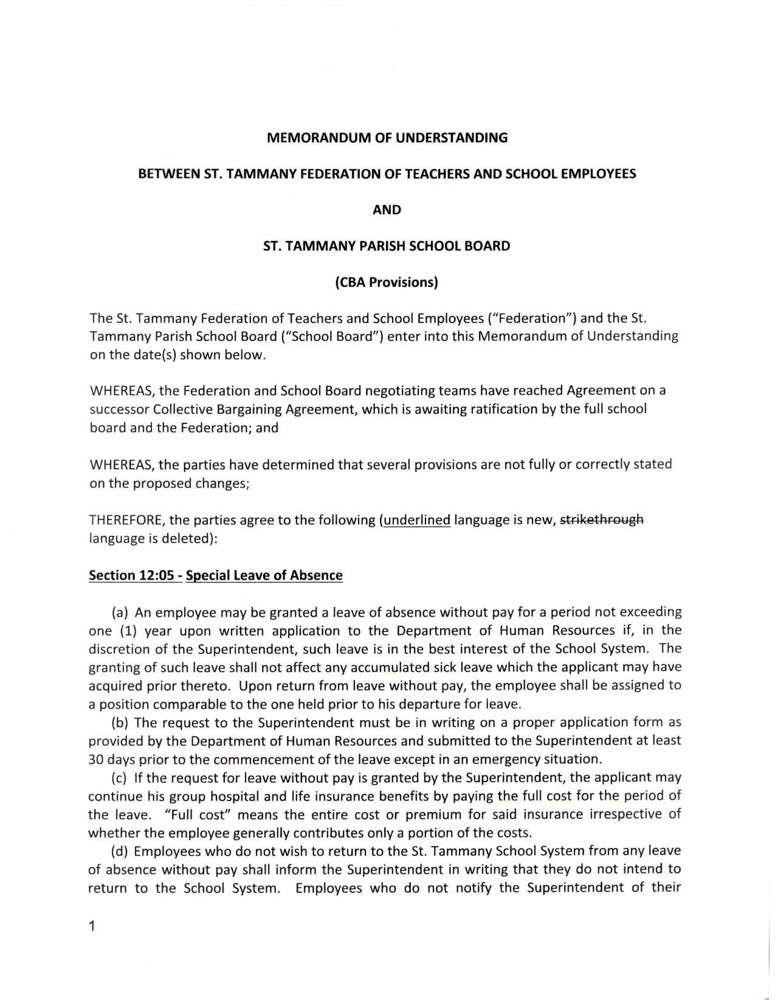 MEMORANDUM OF UNDERSTANDING
BETWEEN ST. TAMMANY FEDERATION OF TEACHERS AND SCHOOL EMPLOYEES
AND
ST. TAMMANY PARISH SCHOOL BOARD
(CBA Provisions)
The St. Tammany Federation of Teachers and School Employees (“Federation”) and the St.
Tammany Parish School Board (“School Board”) enter into this Memorandum of Understanding
on the date(s) shown below.
WHEREAS, the Federation and School Board negotiating teams have reached Agreement on a
successor Collective Bargaining Agreement, which is awaiting ratification by the full school
board and the Federation; and
WHEREAS, the parties have determined that several provisions are not fully or correctly stated
on the proposed changes;
THEREFORE, the parties agree to the following (underlined language is new, strikethrough
language is deleted):
Section 12:05 - Special Leave of Absence
(a) An employee may be granted a leave of absence without pay for a period not exceeding
one (1) year upon written application to the Department of Human Resources if, in the
discretion of the Superintendent, such leave is in the best interest of the School System. The
granting of such leave shall not affect any accumulated sick leave which the applicant may have
acquired prior thereto. Upon return from leave without pay, the employee shall be assigned to
a position comparable to the one held prior to his departure for leave.
(b) The request to the Superintendent must be in writing on a proper application form as
provided by the Department of Human Resources and submitted to the Superintendent at least
30 days prior to the commencement of the leave except in an emergency situation.
(c) If the request for leave without pay is granted by the Superintendent, the applicant may
continue his group hospital and life insurance benefits by paying the full cost for the period of
the leave. “Full cost” means the entire cost or premium for said insurance irrespective of
whether the employee generally contributes only a portion of the costs.
(d) Employees who do not wish to return to the St. Tammany School System from any leave
of absence without pay shall inform the Superintendent in writing that they do not intend to
return to the School System. Employees who do not notify the Superintendent of their
1